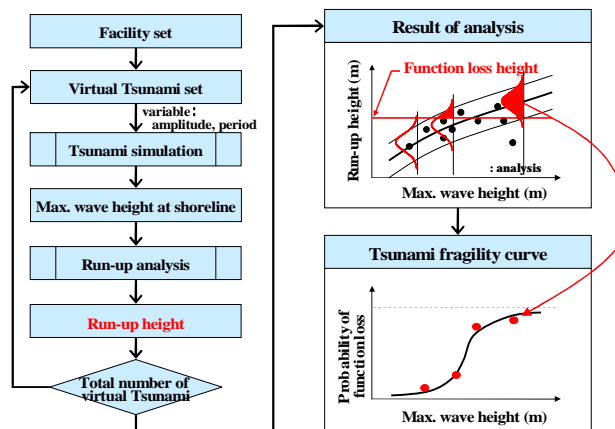 Facility set
Virtual Tsunami set
variable:
amplitude, period
Tsunami simulation
Max. wave height at shoreline
Run-up analysis
Run-up height
Total number of
virtual Tsunami
Result of analysis
Function loss height
Run-up height (m)
: analysis
Max. wave height (m)
Tsunami fragility curve
Probability of
function loss
Max. wave height (m)